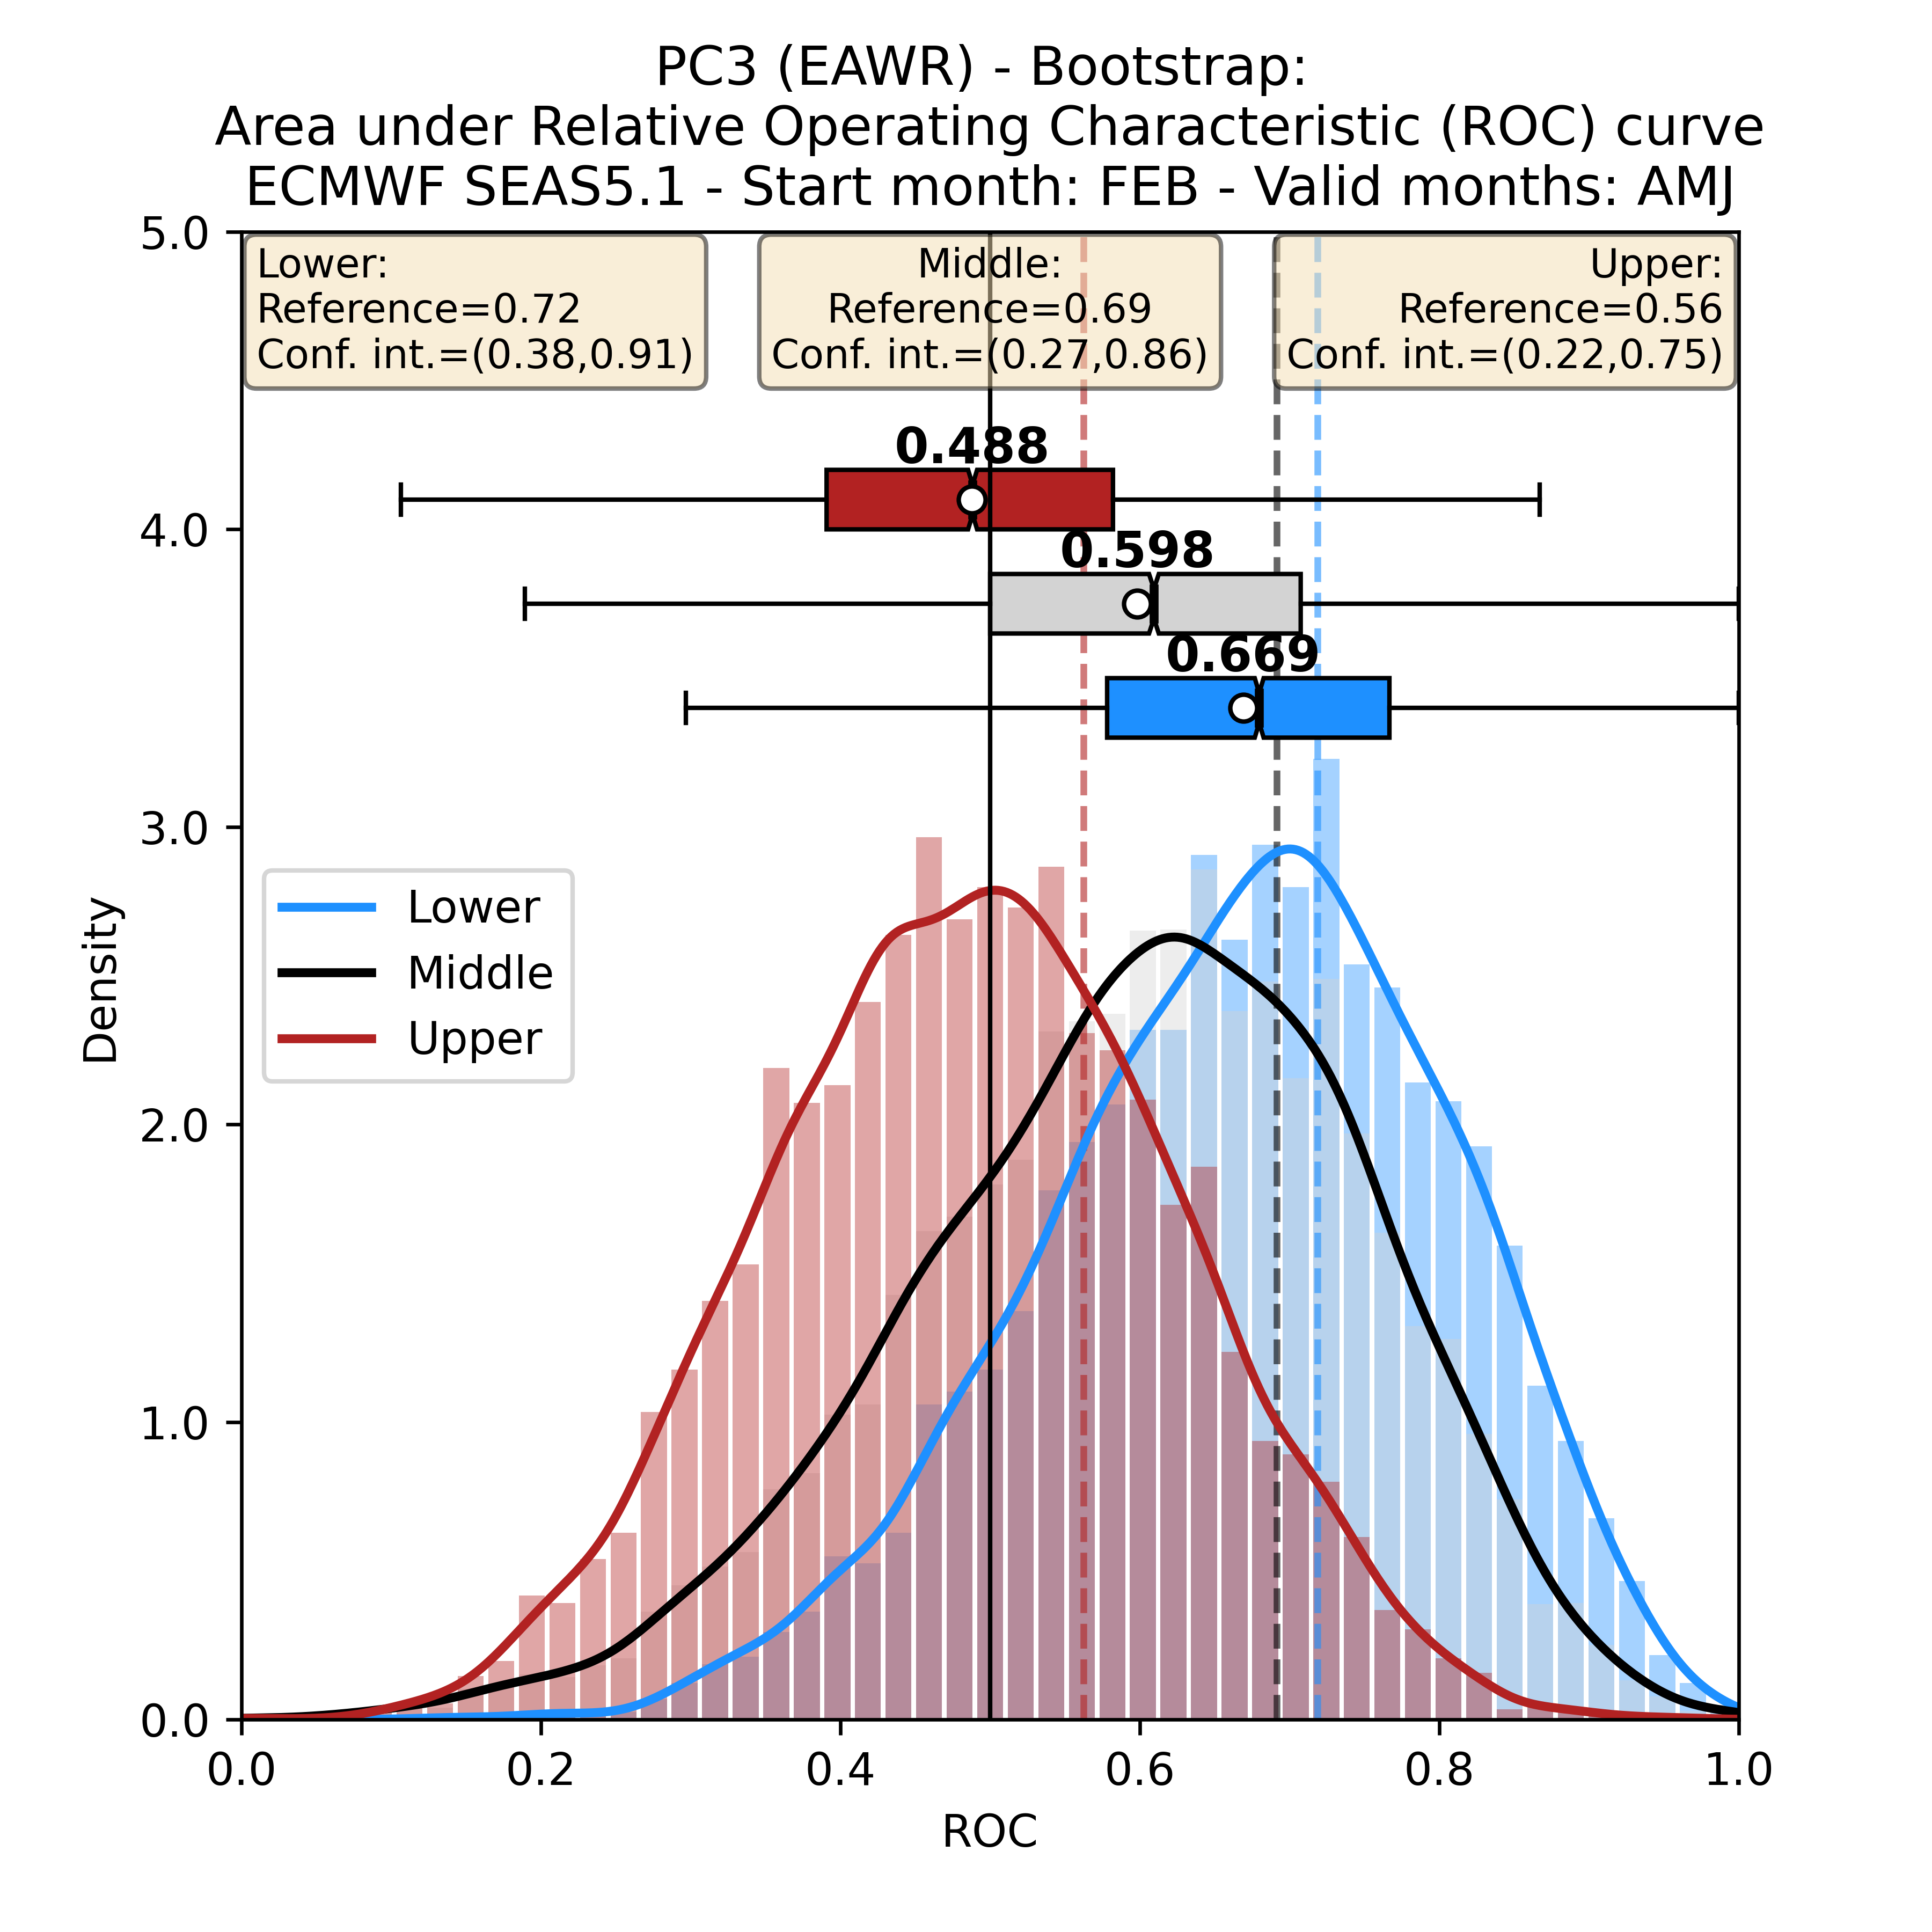 PC3 (EAWR) - Bootstrap:
Area under Relative Operating Characteristic (ROC) curve
ECMWF SEAS5.1 - Start month: FEB - Valid months: AMJ
Lower:
Reference=0.72
Conf. int.=(0.38,0.91)
Middle:
Reference=0.69
Conf. int.=(0.27,0.86)
Upper:
Reference=0.56
Conf. int.=(0.22,0.75)
0.488
0.598
0.669
Lower
Middle
Upper
Density
5.0
4.0
3.0
2.0
1.0
0.0
0.0 0.2 0.4 0.6 0.8 1.0
ROC